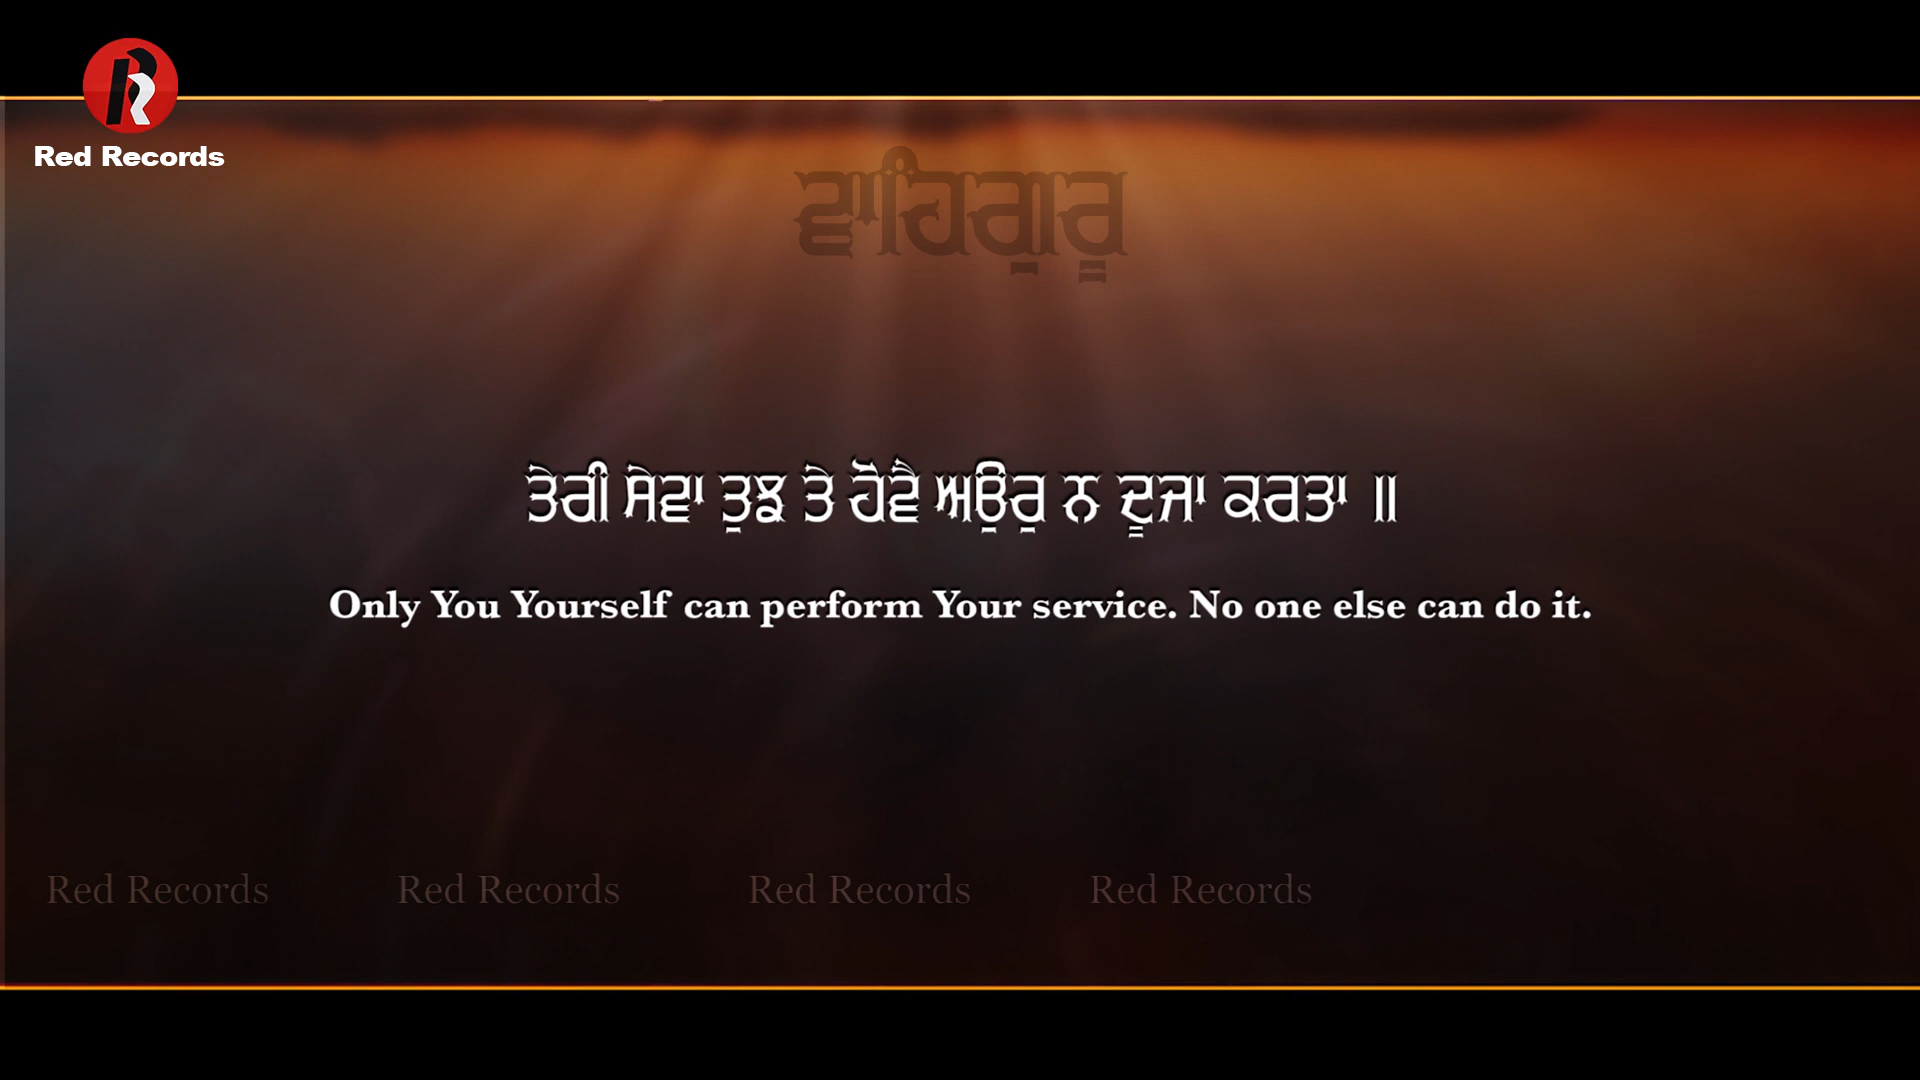 Red Records
ਵਾਹਿਗੁਰੂ
ਤੇਰੀ ਸੇਵਾ ਤੁਝ ਤੇ ਹੋਵੈ ਅਉਰੁ ਨ ਦੂਜਾ ਕਰਤਾ ॥
Only You Yourself can perform Your service. No one else can do it.
Red Records Red Records Red Records Red Records